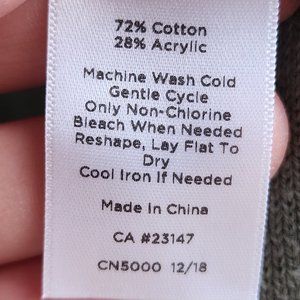 72% Cotton
28% Acrylic
Machine Wash Cold
Gentle Cycle
Only Non-Chlorine
Bleach When Needed
Reshape, Lay Flat To
Dry
Cool Iron If Needed
Made In China
CA #23147
CN5000 12/18